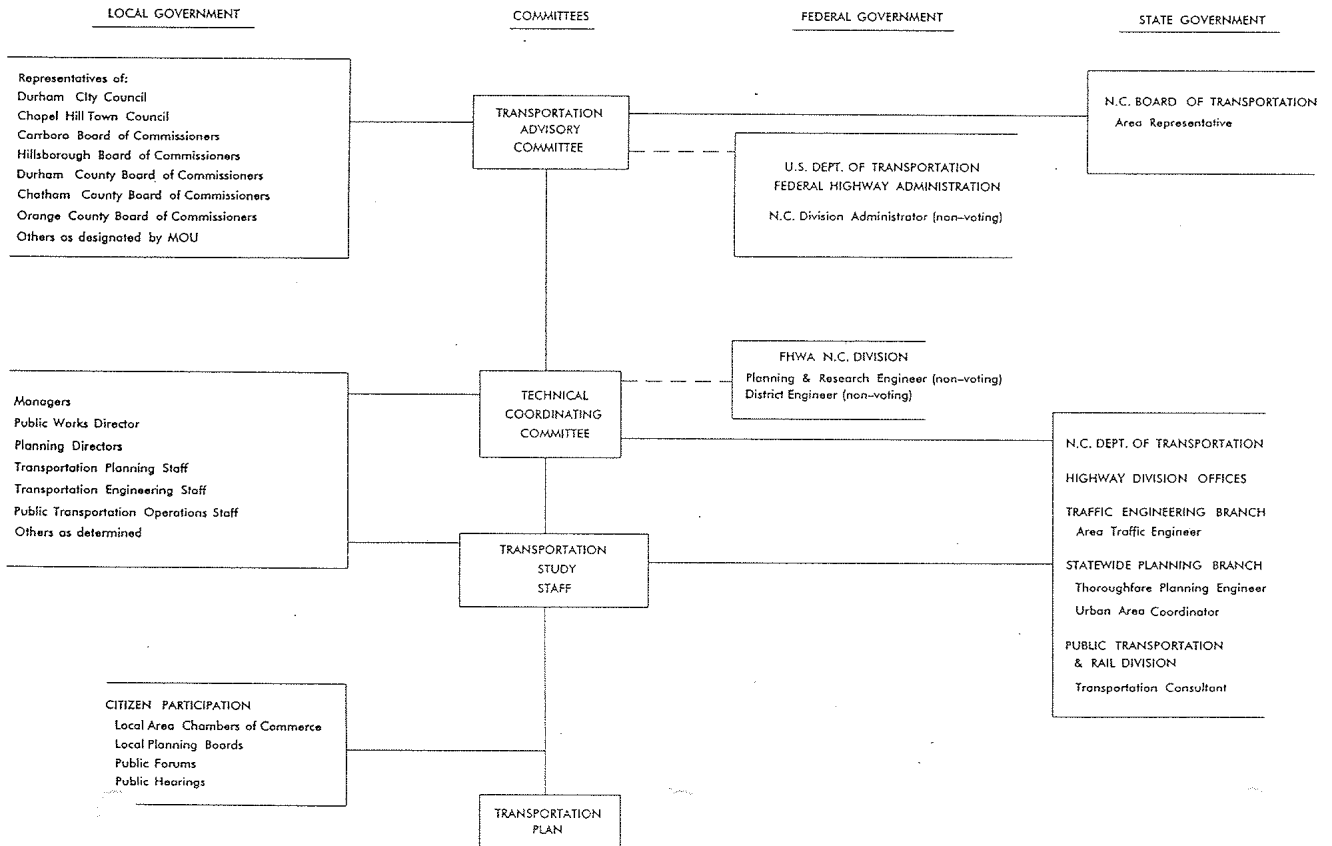 LOCAL GOVERNMENT
COMMITTEES
FEDERAL GOVERNMENT
STATE GOVERNMENT
Representatives of:
Durham City Council
Chapel Hill Town Council
Carrboro Board of Commissioners
Hillsborough Board of Commissioners
Durham County Board of Commissioners
Chatham County Board of Commissioners
Orange County Board of Commissioners
Others as designated by MOU
TRANSPORTATION
ADVISORY
COMMITTEE
U.S. DEPT. OF TRANSPORTATION
FEDERAL HIGHWAY ADMINISTRATION
N.C. Division Administrator (non-voting)
N.C. BOARD OF TRANSPORTATION
Area Representative
Managers
Public Works Director
Planning Directors
Transportation Planning Staff
Transportation Engineering Staff
Public Transportation Operations Staff
Others as determined
TECHNICAL
COORDINATING
COMMITTEE
FHWA N.C. DIVISION
Planning & Research Engineer (non-voting)
District Engineer (non-voting)
N.C. DEPT. OF TRANSPORTATION
HIGHWAY DIVISION OFFICES
TRAFFIC ENGINEERING BRANCH
Area Traffic Engineer
STATEWIDE PLANNING BRANCH
Thoroughfare Planning Engineer
Urban Area Coordinator
PUBLIC TRANSPORTATION
& RAIL DIVISION
Transportation Consultant
TRANSPORTATION
STUDY
STAFF
CITIZEN PARTICIPATION
Local Area Chambers of Commerce
Local Planning Boards
Public Forums
Public Hearings
TRANSPORTATION
PLAN